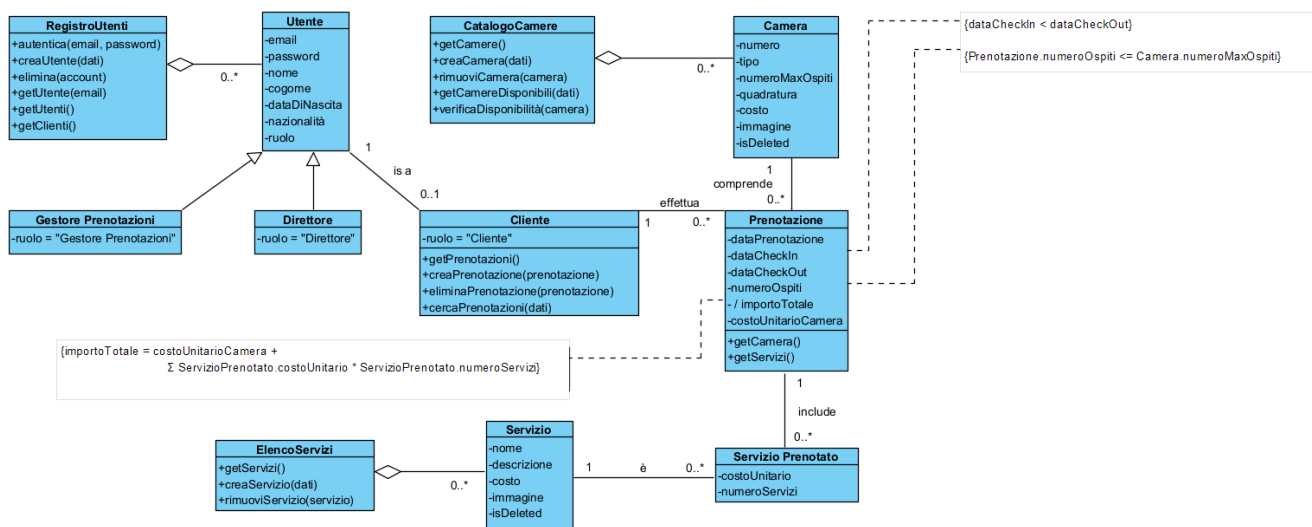 RegistroUtenti
+autentica(email, password)
+creaUtente(dati)
+elimina(account)
+getUtente(email)
+getUtenti()
+getClienti()
0..*
Utente
-email
-password
-nome
-cogome
-dataDiNascita
-nazionalità
-ruolo
CatalogoCamere
+getCamere()
+creaCamera(dati)
+rimuoviCamera(camera)
+getCamereDisponibili(dati)
+verificaDisponibilità(camera)
0..*
Camera
-numero
-tipo
-numeroMaxOspiti
-quadratura
-costo
-immagine
-isDeleted
{dataCheckIn < dataCheckOut}
{Prenotazione.numeroOspiti <= Camera.numeroMaxOspiti}
1
is a
0..1
1
comprende
0..*
Gestore Prenotazioni
-ruolo = "Gestore Prenotazioni"
Direttore
-ruolo = "Direttore"
Cliente
-ruolo = "Cliente"
+getPrenotazioni()
+creaPrenotazione(prenotazione)
+eliminaPrenotazione(prenotazione)
+cercaPrenotazioni(dati)
effettua
1
0..*
Prenotazione
-dataPrenotazione
-dataCheckIn
-dataCheckOut
-numeroOspiti
- / importoTotale
-costoUnitarioCamera
+getCamera()
+getServizi()
{importoTotale = costoUnitarioCamera +
Σ ServizioPrenotato.costoUnitario * ServizioPrenotato.numeroServizi}
1
include
0..*
ElencoServizi
+getServizi()
+creaServizio(dati)
+rimuoviServizio(servizio)
0..*
Servizio
-nome
-descrizione
-costo
-immagine
-isDeleted
1
è
0..*
Servizio Prenotato
-costoUnitario
-numeroServizi